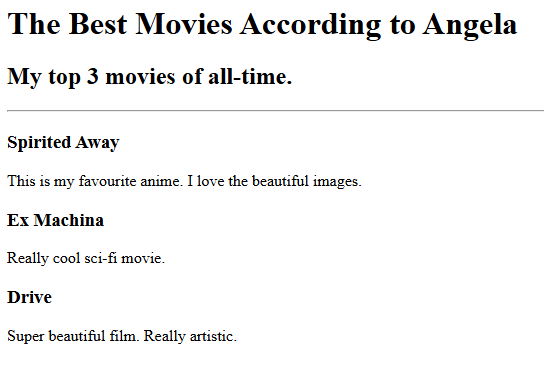 The Best Movies According to Angela
My top 3 movies of all-time.
Spirited Away
This is my favourite anime. I love the beautiful images.
Ex Machina
Really cool sci-fi movie.
Drive
Super beautiful film. Really artistic.